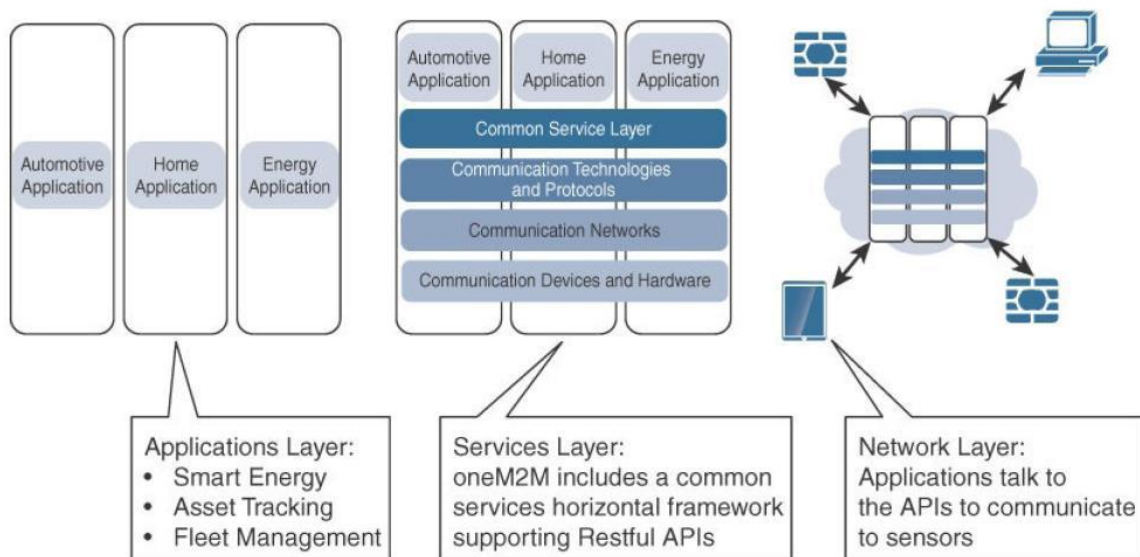 Automotive
Application
Home
Application
Energy
Application
Automotive
Application
Home
Application
Energy
Application
Common Service Layer
Communication Technologies
and Protocols
Communication Networks
Communication Devices and Hardware
Applications Layer:
• Smart Energy
• Asset Tracking
• Fleet Management
Services Layer:
oneM2M includes a common
services horizontal framework
supporting Restful APIs
Network Layer:
Applications talk to
the APIs to communicate
to sensors